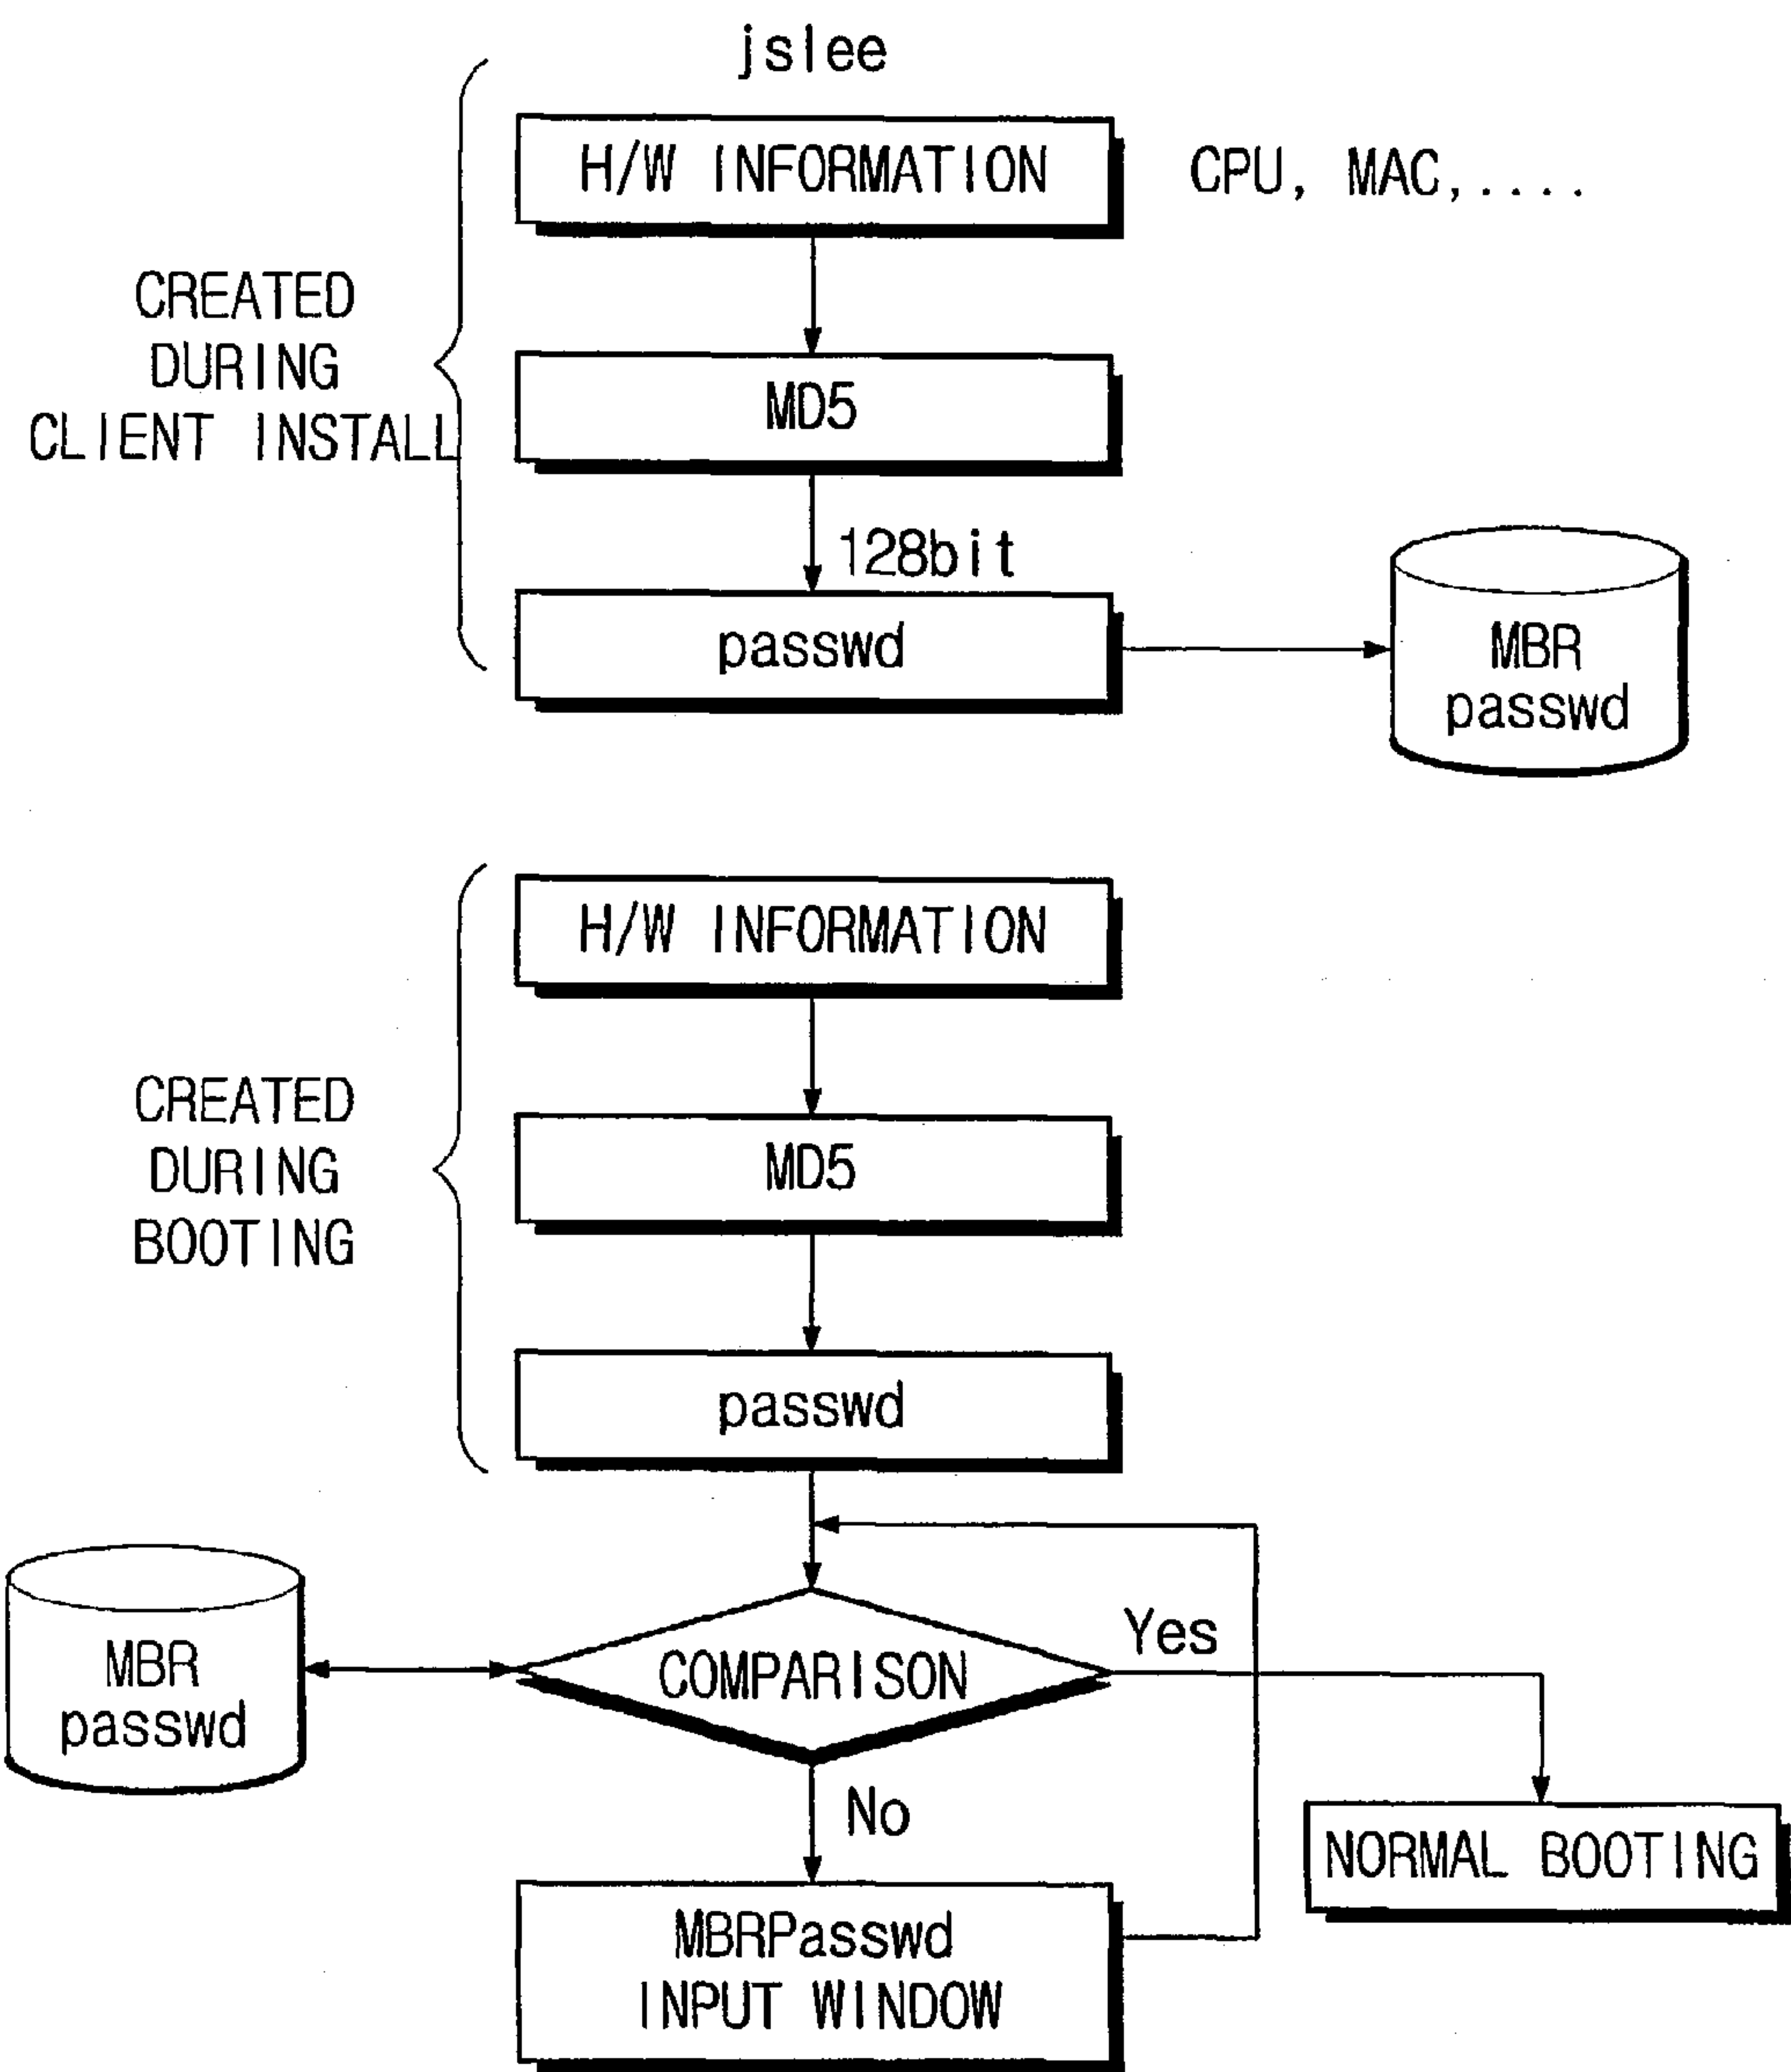 jslee
H/W INFORMATION
CPU, MAC,....
CREATED
DURING
CLIENT INSTALL
MD5
128bit
passwd
MBR
passwd
H/W INFORMATION
CREATED
DURING
BOOTING
MD5
passwd
MBR
passwd
COMPARISON
Yes
No
NORMAL BOOTING
MBRPasswd
INPUT WINDOW